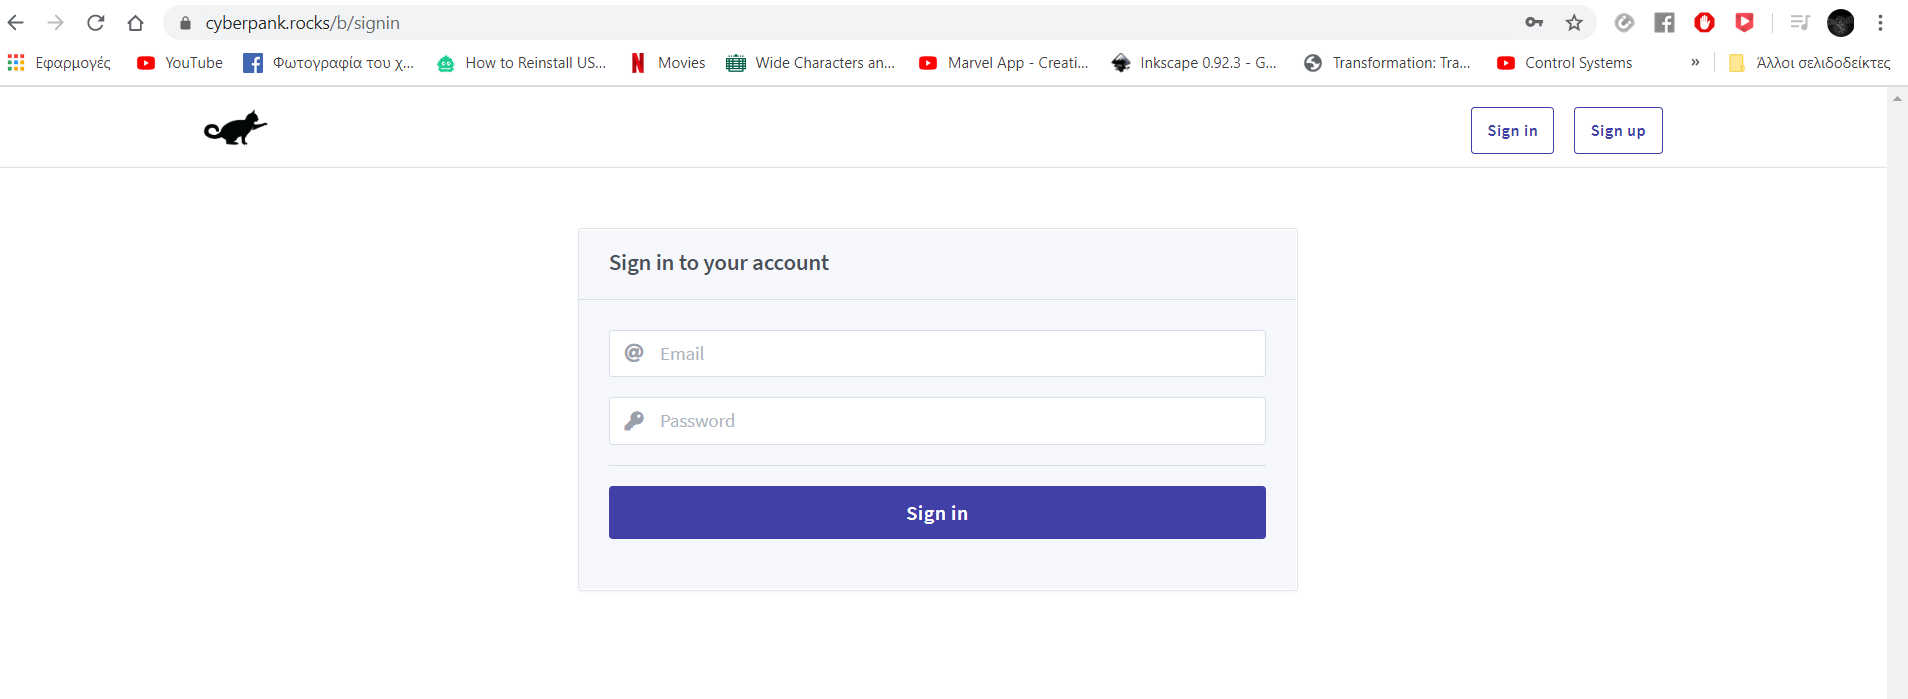 cyberpank.rocks/b/signin
Εφαρμογές YouTube Φωτογραφία του χ... How to Reinstall US... Movies Wide Characters an... Marvel App - Creati... Inkscape 0.92.3 - G... Transformation: Tra... Control Systems » Άλλοι σελιδοδείκτες
Sign in Sign up
Sign in to your account
@ Email
Password
Sign in